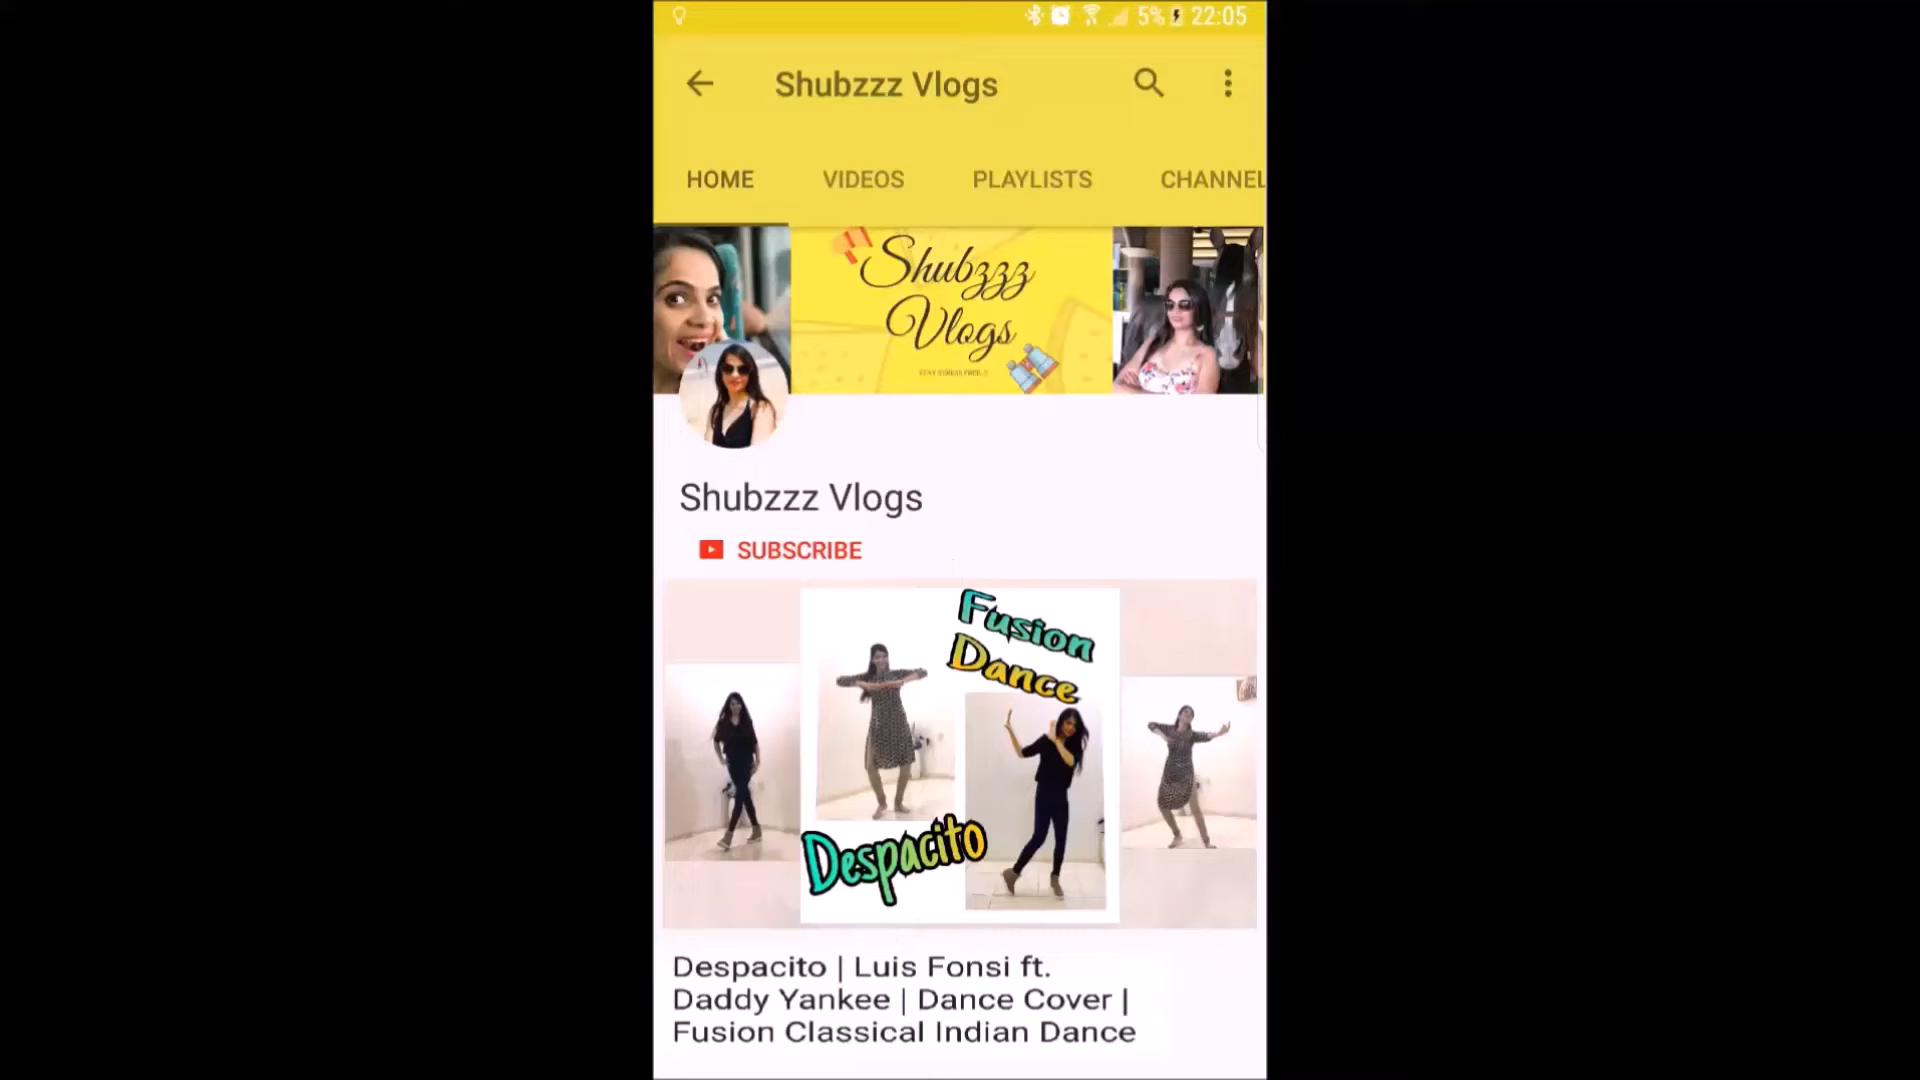 5% 22:05
Shubzzz Vlogs
HOME VIDEOS PLAYLISTS CHANNEL
Shubzzz
Vlogs
Shubzzz Vlogs
SUBSCRIBE
Fusion
Dance
Despacito
Despacito | Luis Fonsi ft.
Daddy Yankee | Dance Cover |
Fusion Classical Indian Dance